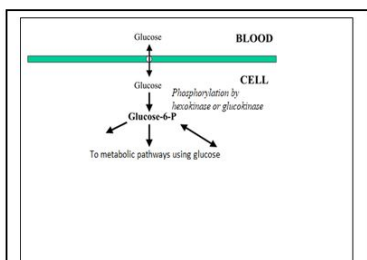 Glucose
BLOOD
CELL
Glucose
Phosphorylation by
hexokinase or glucokinase
Glucose-6-P
To metabolic pathways using glucose